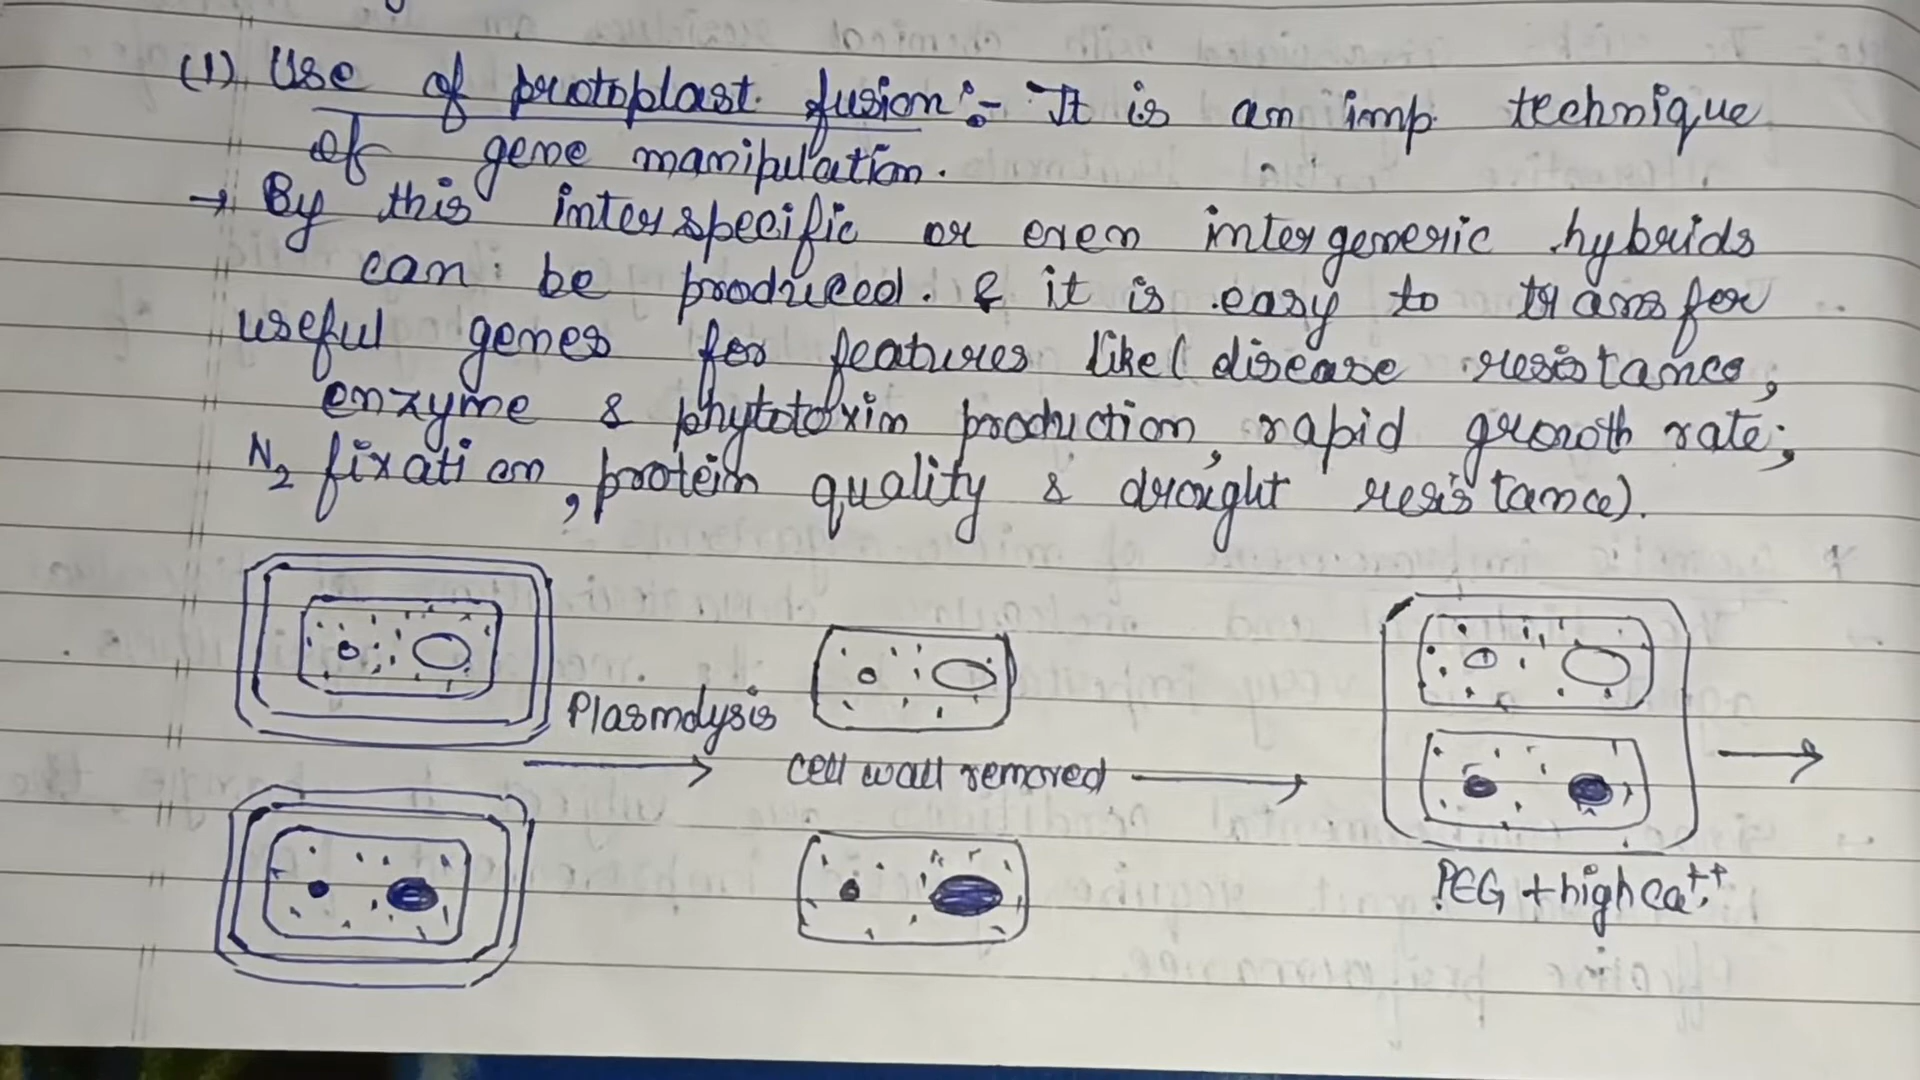 (1) Use of protoplast fusion :- It is an imp technique
of gene manipulation.
→ By this interspecific or even intergeneric hybrids
can be produced. & it is easy to transfer
useful genes for features like (disease resistance,
enzyme & phytotoxin production, rapid growth rate,
N2 fixation, protein quality & drought resistance).
Plasmolysis
cell wall removed
PEG + high ca++